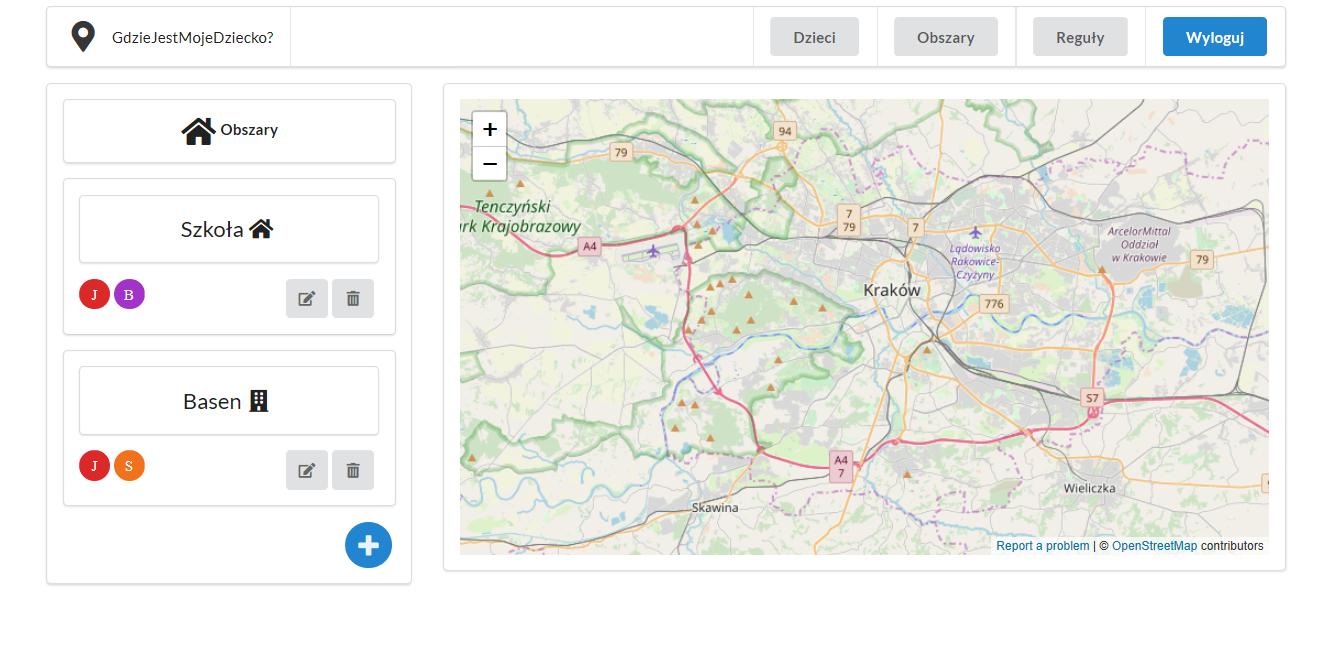 GdzieJestMojeDziecko?
Dzieci
Obszary
Reguły
Wyloguj
Obszary
Szkoła
J B
Basen
J S
+
−
94
79
Tenczyński
rk Krajobrazowy
A4
7
79
7
Lądowisko
Rakowice-
Czyżyny
ArcelorMittal
Oddział
w Krakowie
79
Kraków
776
S7
A4
7
Wieliczka
Skawina
Report a problem | © OpenStreetMap contributors